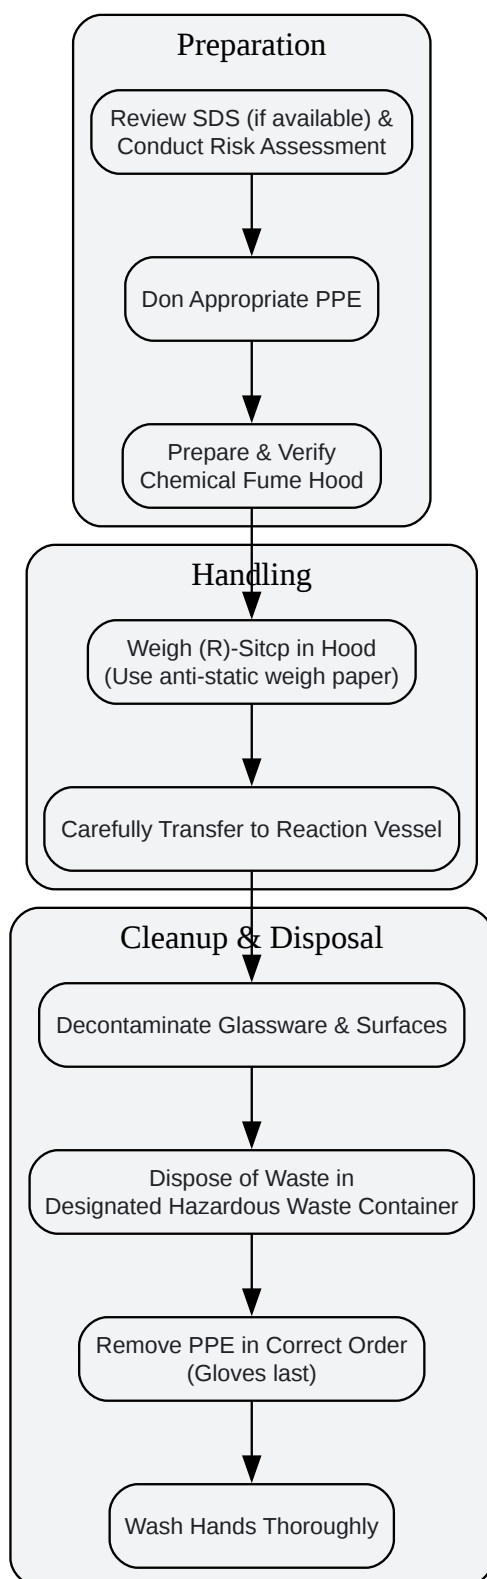 Preparation
Review SDS (if available) &
Conduct Risk Assessment
Don Appropriate PPE
Prepare & Verify
Chemical Fume Hood
Handling
Weigh (R)-Sitcp in Hood
(Use anti-static weigh paper)
Carefully Transfer to Reaction Vessel
Cleanup & Disposal
Decontaminate Glassware & Surfaces
Dispose of Waste in
Designated Hazardous Waste Container
Remove PPE in Correct Order
(Gloves last)
Wash Hands Thoroughly